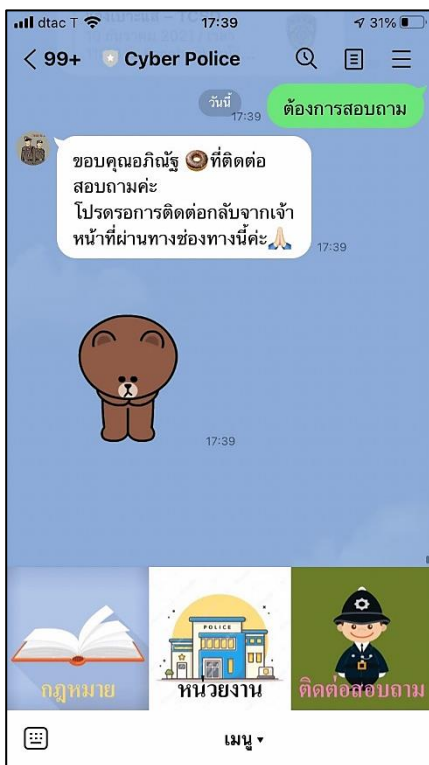 dtac T 17:39 31%
99+ Cyber Police
วันนี้
17:39
ต้องการสอบถาม
ขอบคุณอภิณัฐ 🍩ที่ติดต่อ
สอบถามค่ะ
โปรดรอการติดต่อกลับจากเจ้า
หน้าที่ผ่านทางช่องทางนี้ค่ะ🙏🏻
17:39
17:39
POLICE
กฎหมาย หน่วยงาน ติดต่อสอบถาม
เมนู ▾